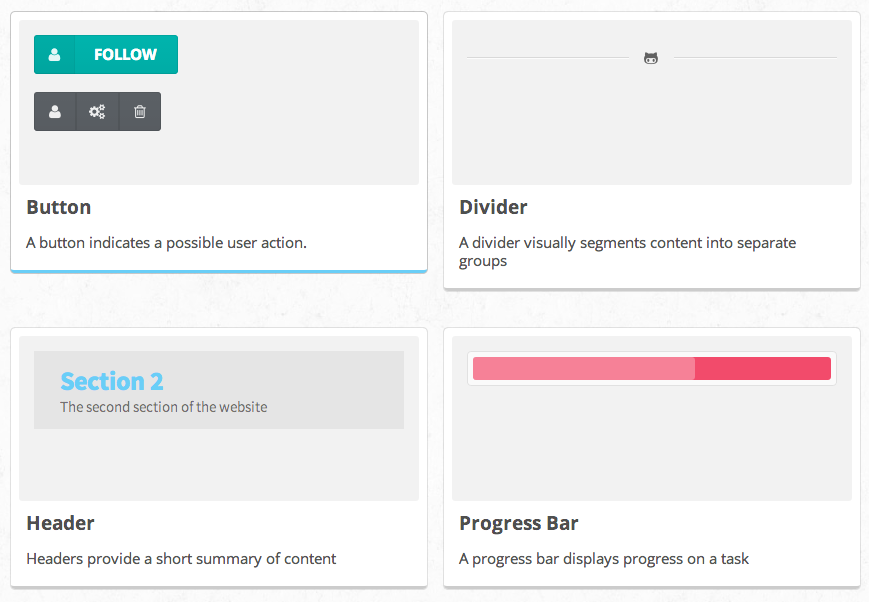 FOLLOW
Button
A button indicates a possible user action.
Divider
A divider visually segments content into separate
groups
Section 2
The second section of the website
Header
Headers provide a short summary of content
Progress Bar
A progress bar displays progress on a task